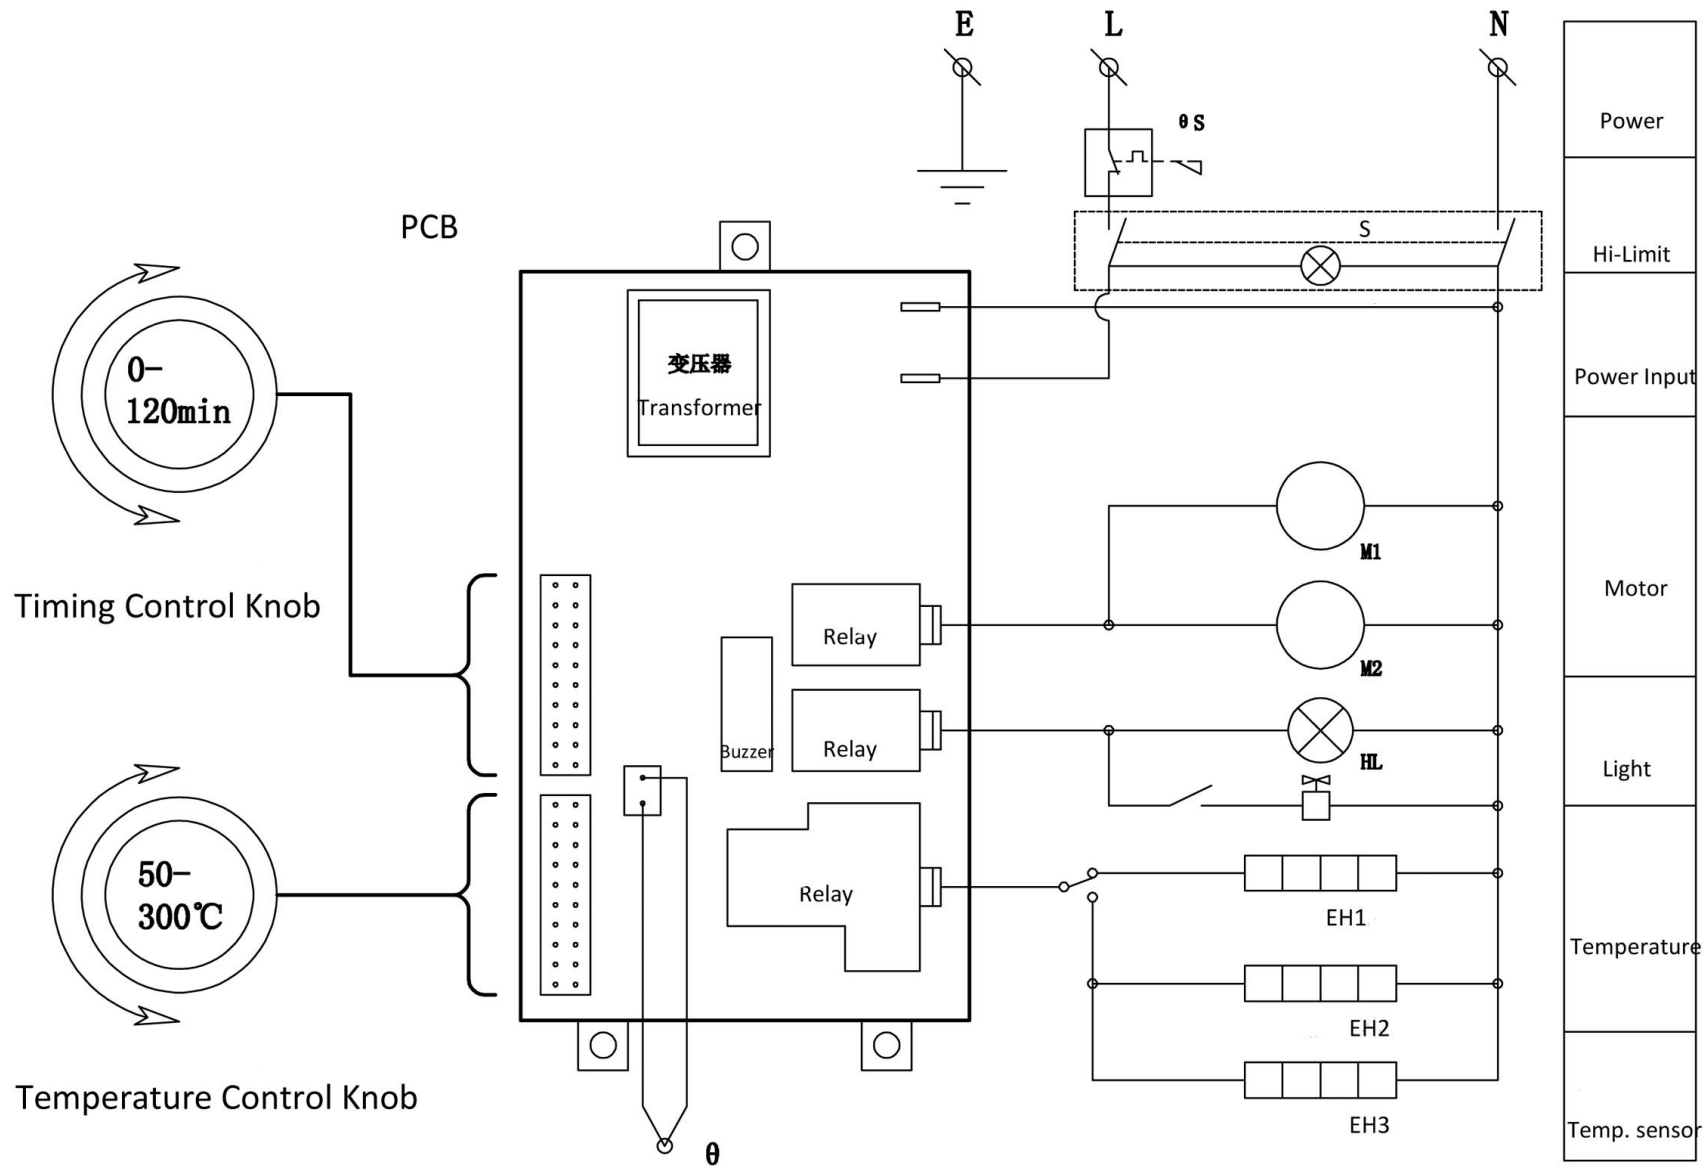 E
L
N
θS
Power
PCB
S
Hi-Limit
0-
120min
变压器
Transformer
Power Input
M1
Timing Control Knob
Relay
Motor
M2
Buzzer
Relay
HL
Light
50-
300℃
Relay
EH1
Temperature
EH2
Temperature Control Knob
EH3
Temp. sensor
θ